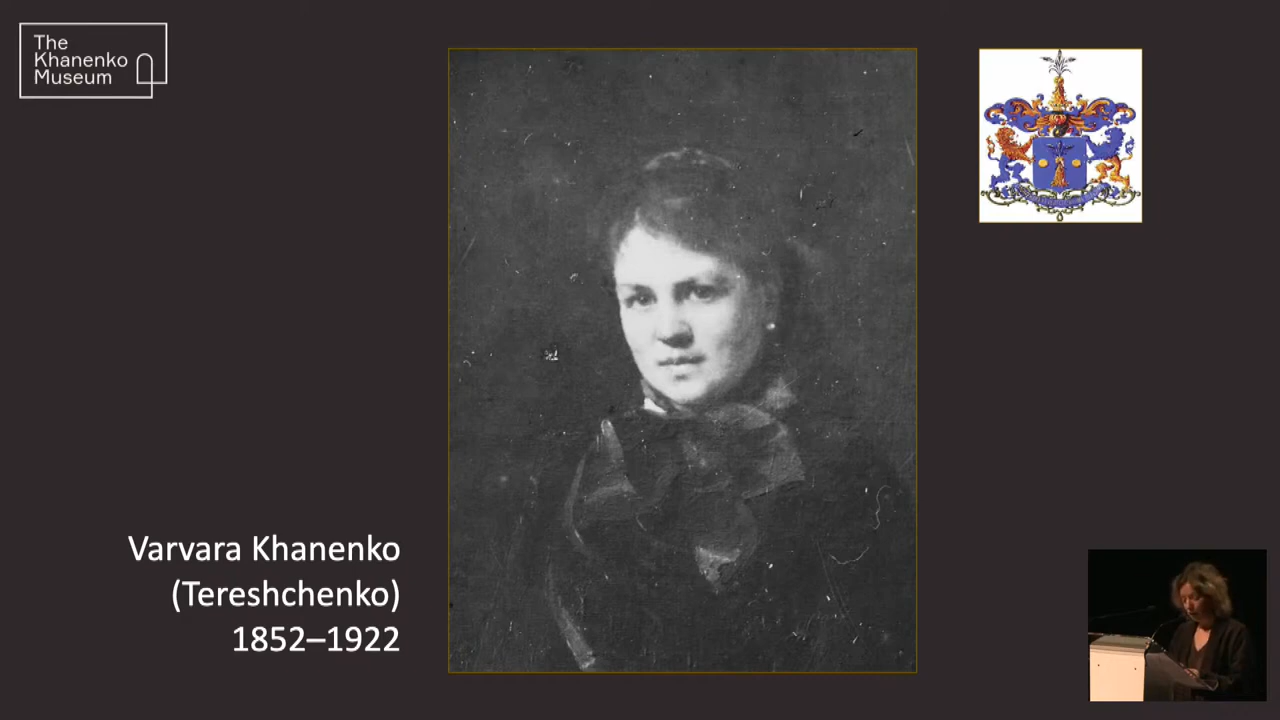 The
Khanenko
Museum
Varvara Khanenko
(Tereshchenko)
1852–1922